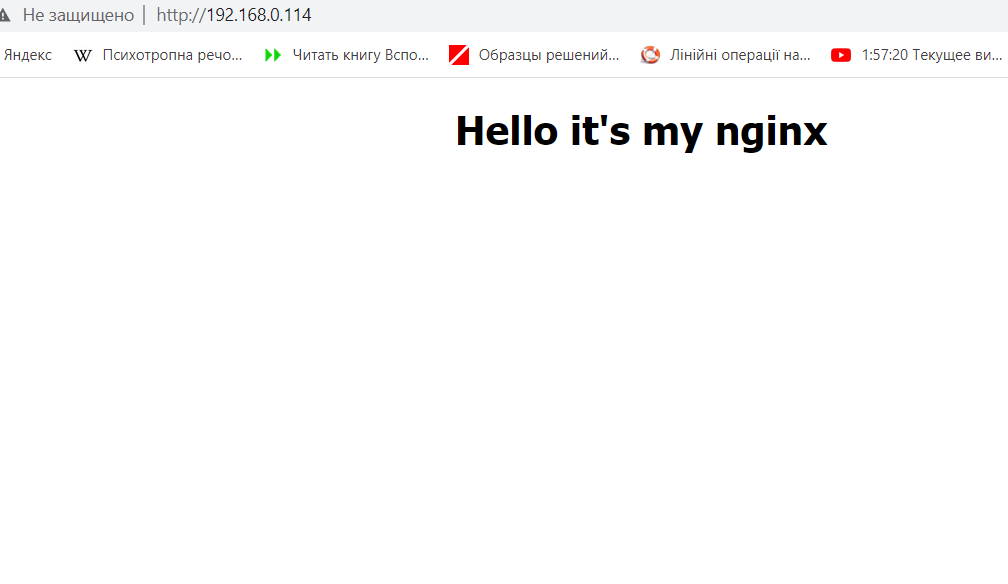 Не защищено | http://192.168.0.114
Яндекс W Психотропна речо... Читать книгу Вспо... Образцы решений... Лінійні операції на... 1:57:20 Текущее ви...
Hello it's my nginx